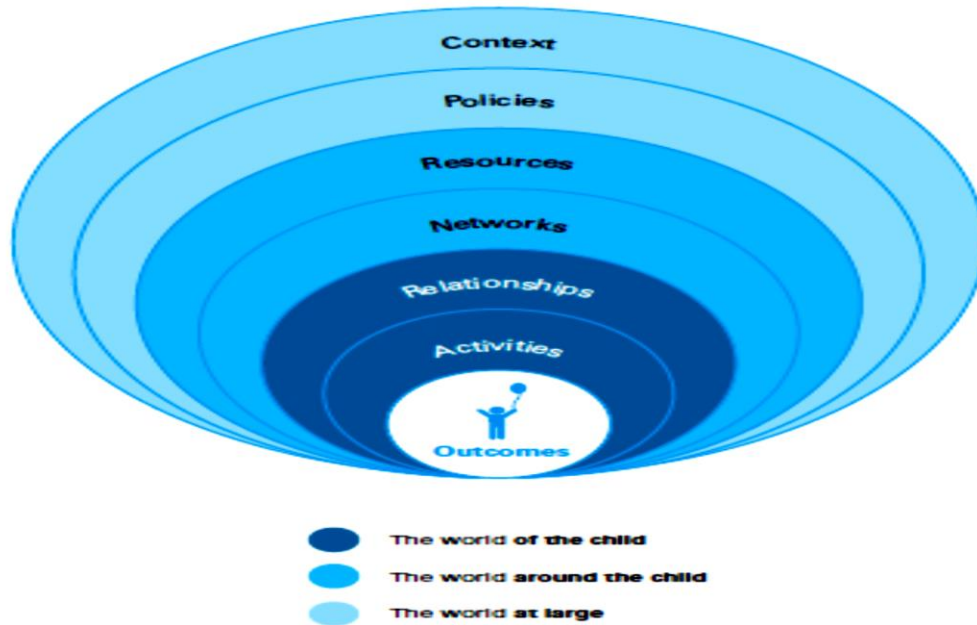 Context
Policies
Resources
Networks
Relationships
Activities
Outcomes
The world of the child
The world around the child
The world at large